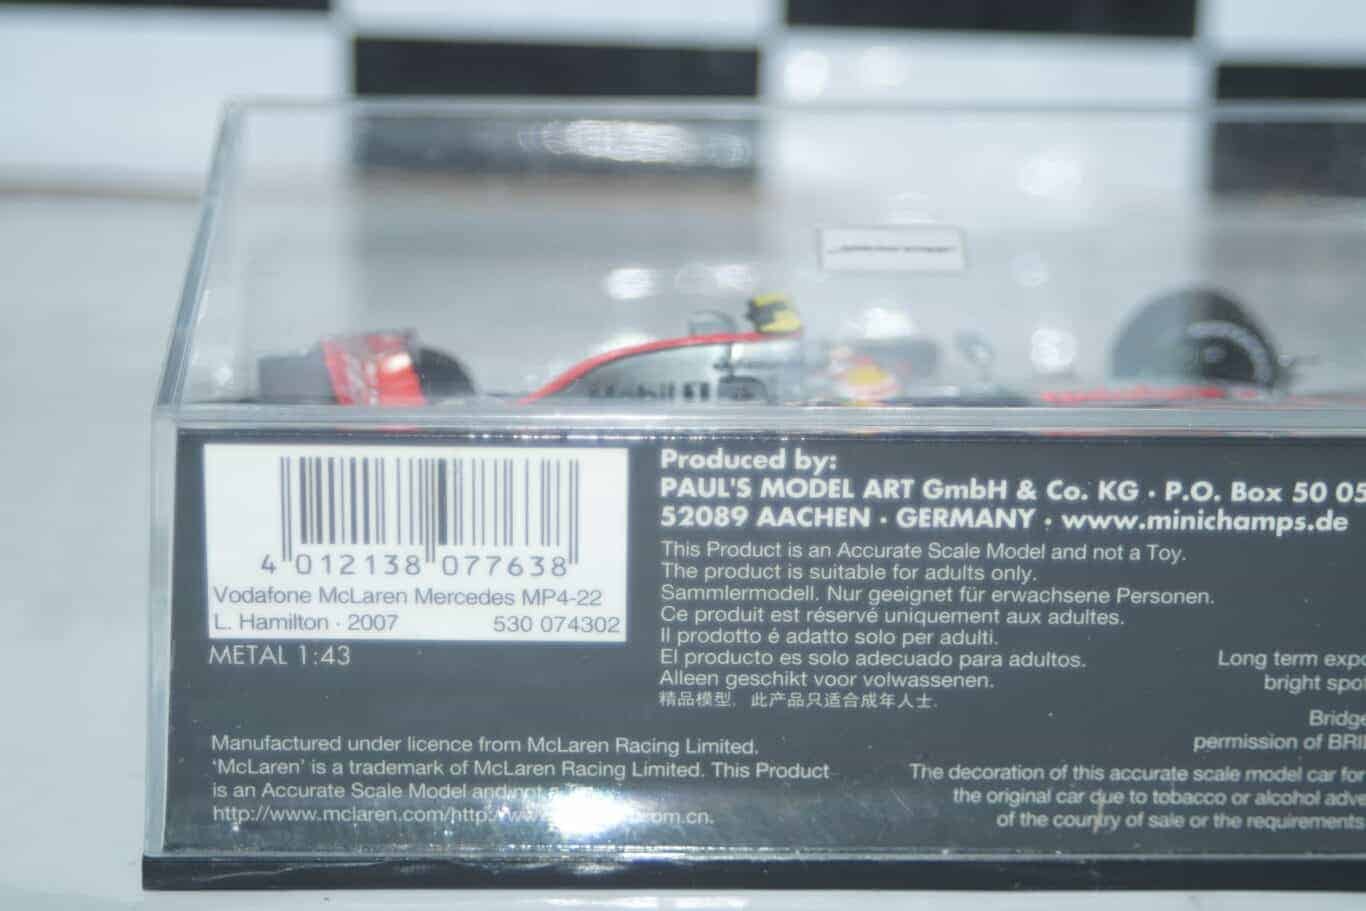 Mobil 1
4 012138 077638
Vodafone McLaren Mercedes MP4-22
L. Hamilton · 2007 530 074302
METAL 1:43
Produced by:
PAUL'S MODEL ART GmbH & Co. KG · P.O. Box 50 05
52089 AACHEN · GERMANY · www.minichamps.de
This Product is an Accurate Scale Model and not a Toy.
The product is suitable for adults only.
Sammlermodell. Nur geeignet für erwachsene Personen.
Ce produit est réservé uniquement aux adultes.
Il prodotto é adatto solo per adulti.
El producto es solo adecuado para adultos.
Alleen geschikt voor volwassenen.
精品模型. 此产品只适合成年人士.
Long term expo
bright spo
Bridge
permission of BRI
Manufactured under licence from McLaren Racing Limited.
'McLaren' is a trademark of McLaren Racing Limited. This Product
is an Accurate Scale Model and not a
http://www.mclaren.com/http:
The decoration of this accurate scale model car for
the original car due to tobacco or alcohol adve
of the country of sale or the requirements